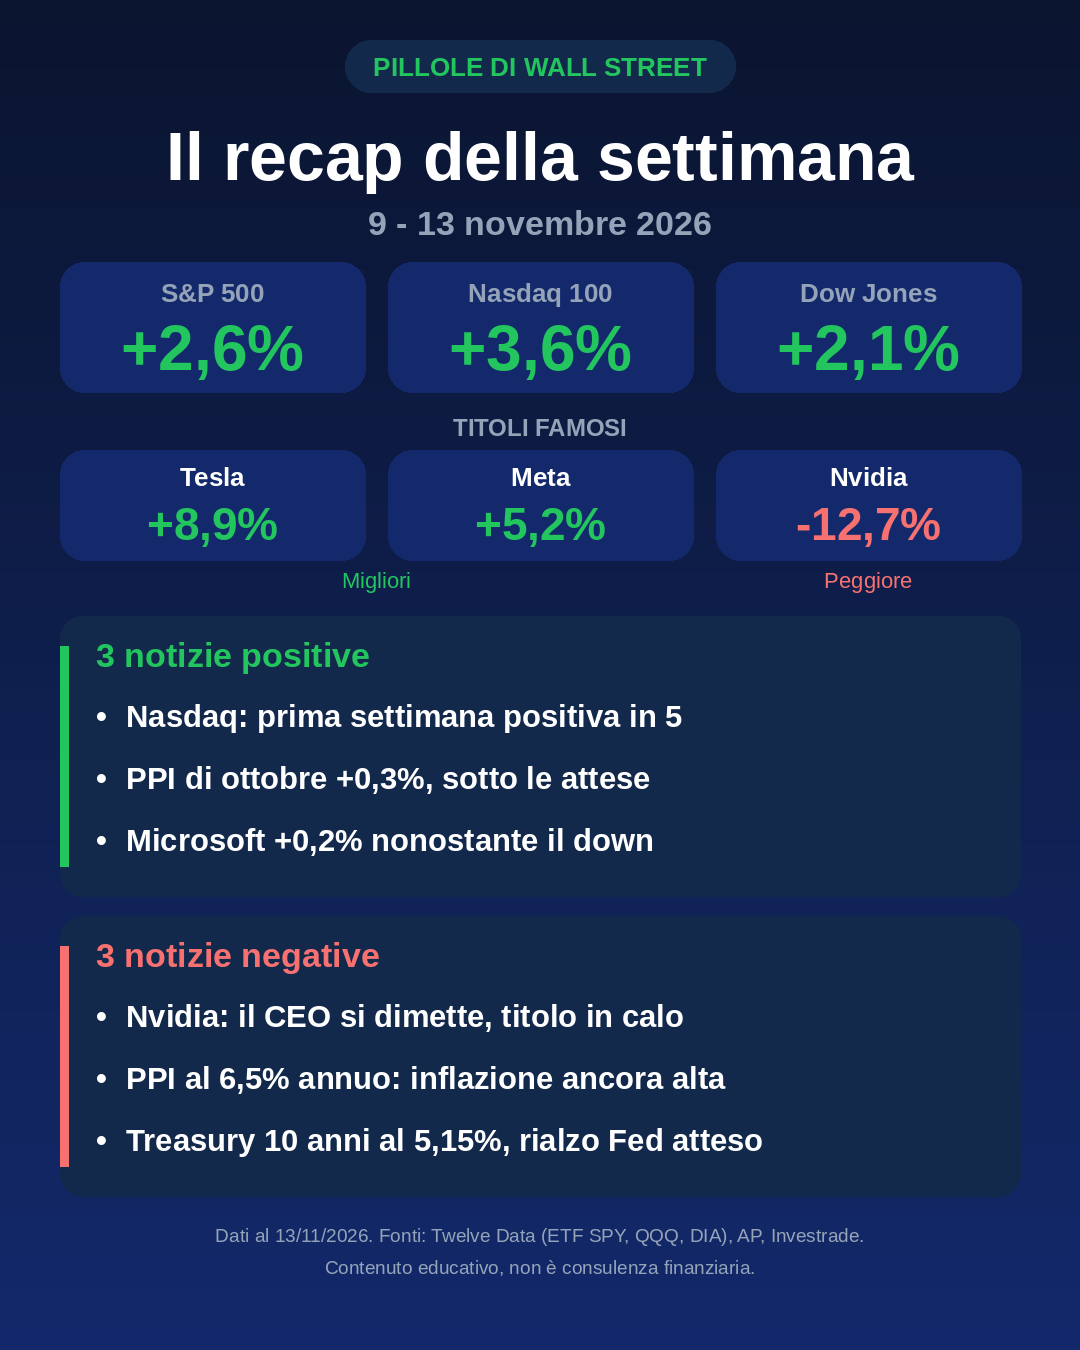 PILLOLE DI WALL STREET
Il recap della settimana
9 - 13 novembre 2026
S&P 500
+2,6%
Nasdaq 100
+3,6%
Dow Jones
+2,1%
TITOLI FAMOSI
Tesla
+8,9%
Meta
+5,2%
Nvidia
-12,7%
Migliori
Peggiore
3 notizie positive
• Nasdaq: prima settimana positiva in 5
• PPI di ottobre +0,3%, sotto le attese
• Microsoft +0,2% nonostante il down
3 notizie negative
• Nvidia: il CEO si dimette, titolo in calo
• PPI al 6,5% annuo: inflazione ancora alta
• Treasury 10 anni al 5,15%, rialzo Fed atteso
Dati al 13/11/2026. Fonti: Twelve Data (ETF SPY, QQQ, DIA), AP, Investrade.
Contenuto educativo, non è consulenza finanziaria.